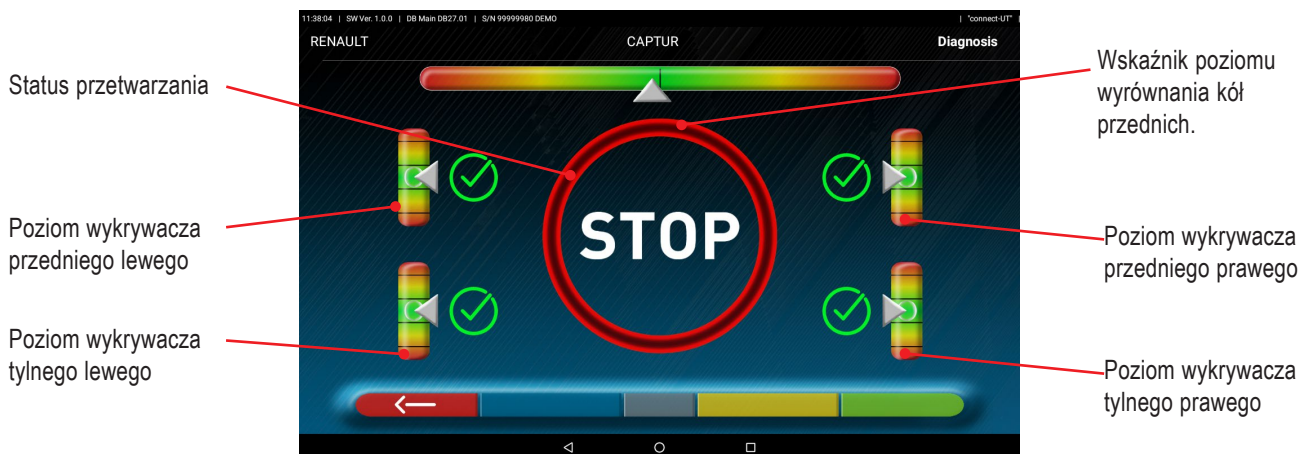 11:38:04 | SW Ver. 1.0.0 | DB Main DB27.01 | S/N 99999980 DEMO | "connect-UT" |
RENAULT CAPTUR Diagnosis
Status przetwarzania
Wskaźnik poziomu
wyrównania kół
przednich.
STOP
Poziom wykrywacza
przedniego lewego
Poziom wykrywacza
przedniego prawego
Poziom wykrywacza
tylnego lewego
Poziom wykrywacza
tylnego prawego